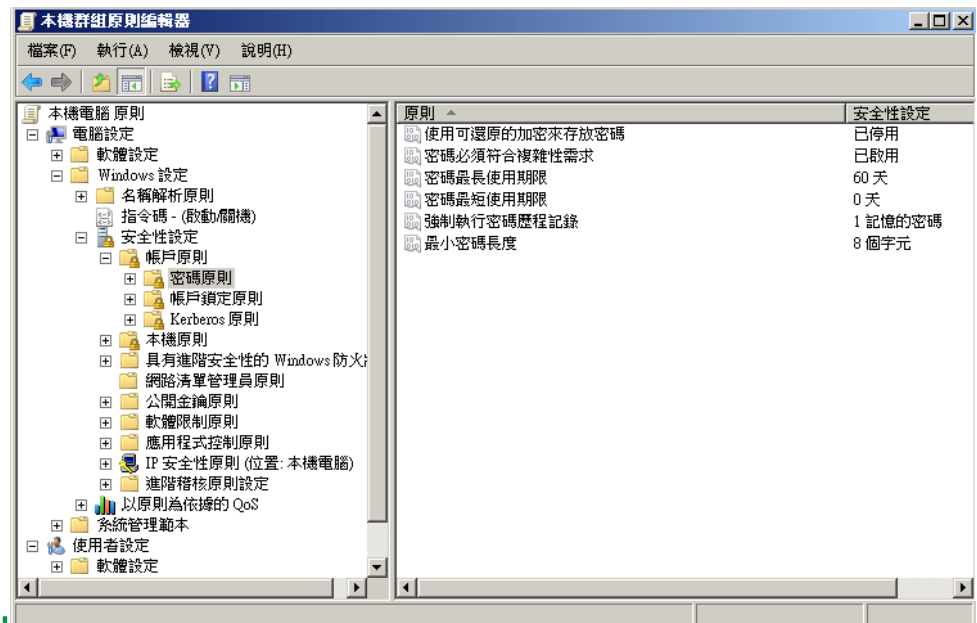 本機群組原則編輯器
檔案(F) 執行(A) 檢視(V) 說明(H)
本機電腦 原則
電腦設定
軟體設定
Windows 設定
名稱解析原則
指令碼 - (啟動/關機)
安全性設定
帳戶原則
密碼原則
帳戶鎖定原則
Kerberos 原則
本機原則
具有進階安全性的 Windows 防火
網路清單管理員原則
公開金鑰原則
軟體限制原則
應用程式控制原則
IP 安全性原則 (位置: 本機電腦)
進階稽核原則設定
以原則為依據的 QoS
系統管理範本
使用者設定
軟體設定
原則 安全性設定
使用可還原的加密來存放密碼 已停用
密碼必須符合複雜性需求 已啟用
密碼最長使用期限 60 天
密碼最短使用期限 0 天
強制執行密碼歷程記錄 1 記憶的密碼
最小密碼長度 8 個字元